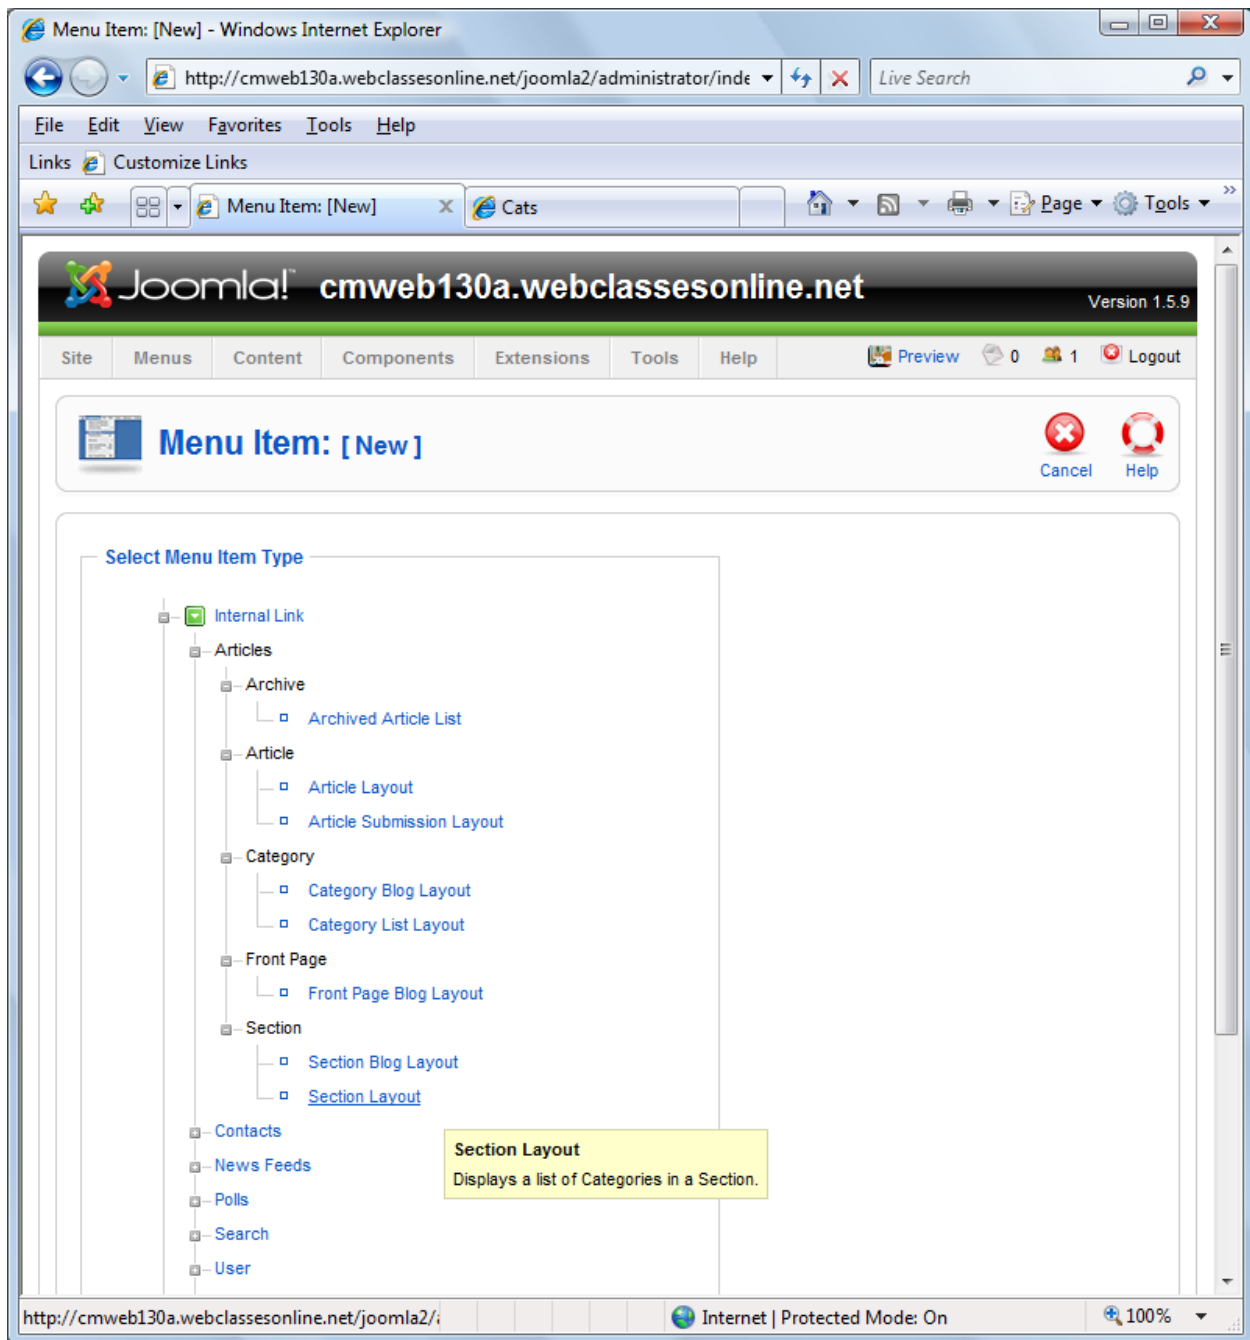 Menu Item: [New] - Windows Internet Explorer
http://cmweb130a.webclassesonline.net/joomla2/administrator/inde
Live Search
File Edit View Favorites Tools Help
Links Customize Links
Menu Item: [New] Cats Page Tools
Joomla! cmweb130a.webclassesonline.net
Version 1.5.9
Site Menus Content Components Extensions Tools Help Preview 0 1 Logout
Menu Item: [ New ]
Cancel Help
Select Menu Item Type
Internal Link
Articles
Archive
Archived Article List
Article
Article Layout
Article Submission Layout
Category
Category Blog Layout
Category List Layout
Front Page
Front Page Blog Layout
Section
Section Blog Layout
Section Layout
Contacts
Section Layout
News Feeds
Displays a list of Categories in a Section.
Polls
Search
User
http://cmweb130a.webclassesonline.net/joomla2/ Internet | Protected Mode: On 100%